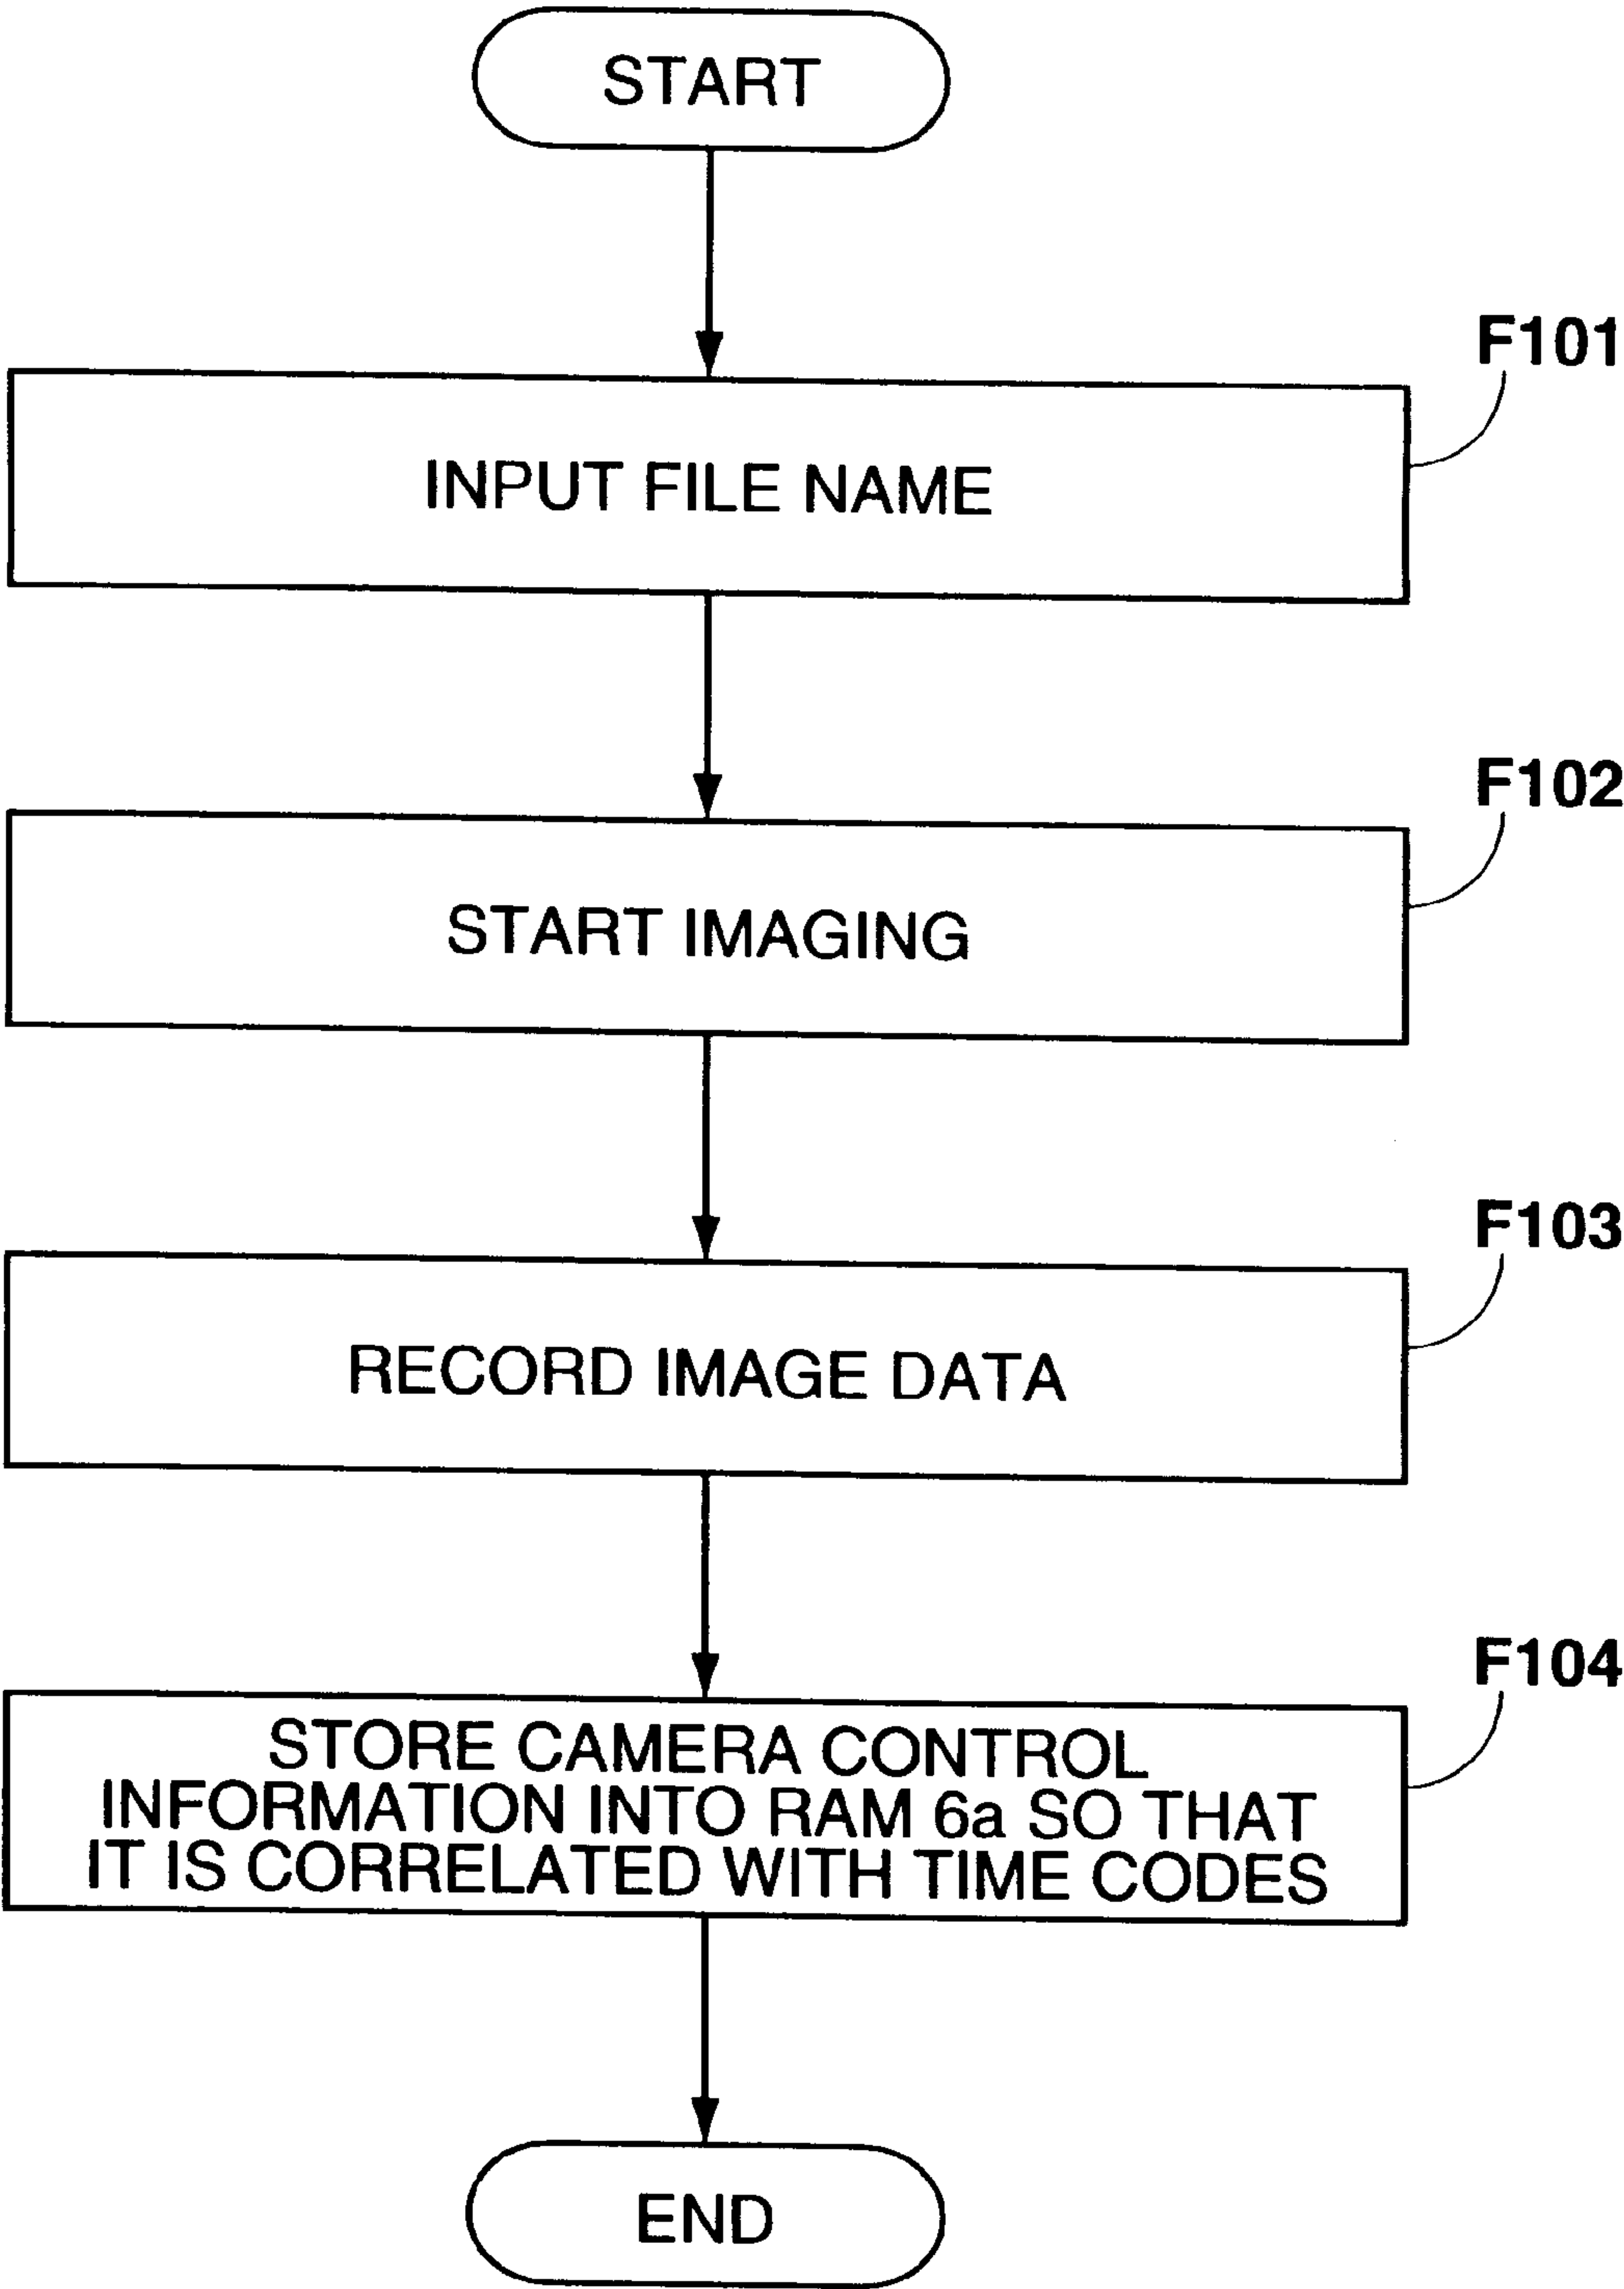 START
F101
INPUT FILE NAME
F102
START IMAGING
F103
RECORD IMAGE DATA
F104
STORE CAMERA CONTROL
INFORMATION INTO RAM 6a SO THAT
IT IS CORRELATED WITH TIME CODES
END